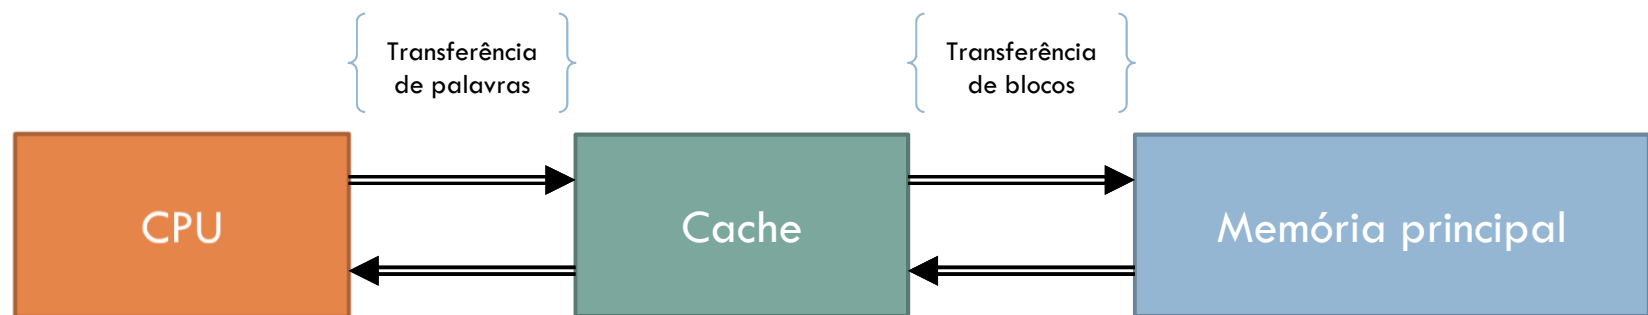 Transferência
de palavras
Transferência
de blocos
CPU
Cache
Memória principal